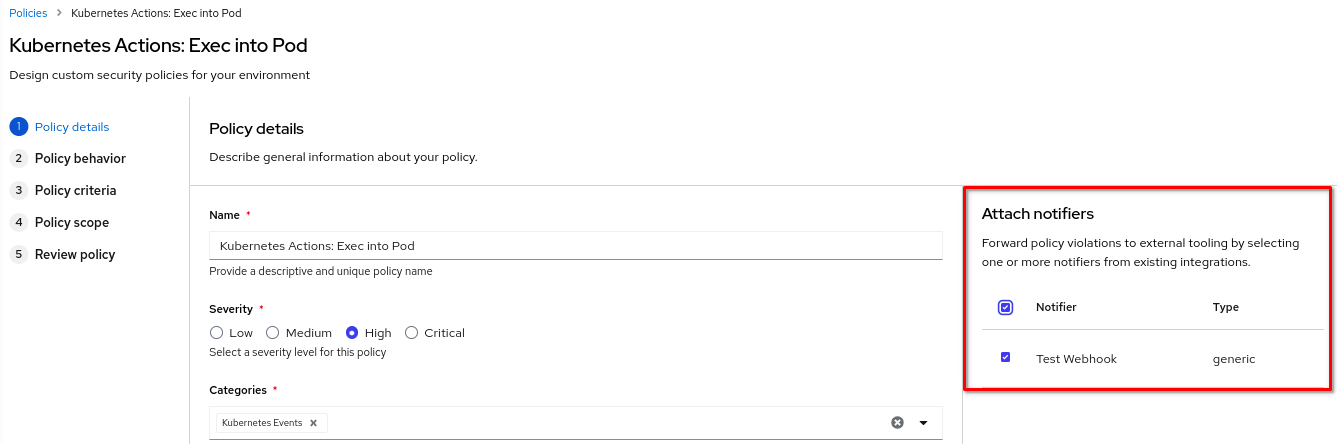 Policies > Kubernetes Actions: Exec into Pod
Kubernetes Actions: Exec into Pod
Design custom security policies for your environment
1 Policy details
2 Policy behavior
3 Policy criteria
4 Policy scope
5 Review policy
Policy details
Describe general information about your policy.
Name *
Kubernetes Actions: Exec into Pod
Provide a descriptive and unique policy name
Severity *
Low Medium High Critical
Select a severity level for this policy
Categories *
Kubernetes Events
Attach notifiers
Forward policy violations to external tooling by selecting
one or more notifiers from existing integrations.
Notifier Type
Test Webhook generic